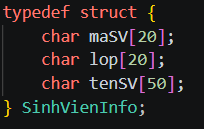 typedef struct {
    char maSV[20];
    char lop[20];
    char tenSV[50];
} SinhVienInfo;